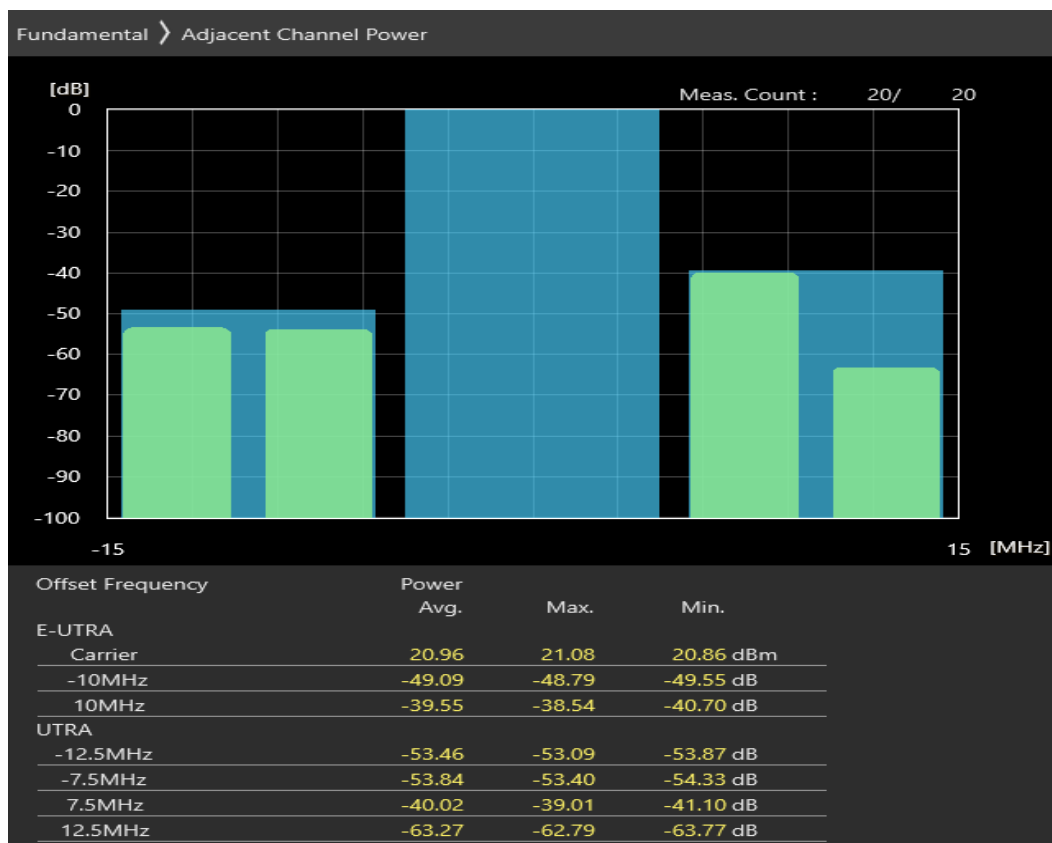 Fundamental 〉 Adjacent Channel Power
[dB]
Meas. Count : 20/ 20
0
-10
-20
-30
-40
-50
-60
-70
-80
-90
-100
-15 15 [MHz]
Offset Frequency Power
Avg. Max. Min.
E-UTRA
Carrier 20.96 21.08 20.86 dBm
-10MHz -49.09 -48.79 -49.55 dB
10MHz -39.55 -38.54 -40.70 dB
UTRA
-12.5MHz -53.46 -53.09 -53.87 dB
-7.5MHz -53.84 -53.40 -54.33 dB
7.5MHz -40.02 -39.01 -41.10 dB
12.5MHz -63.27 -62.79 -63.77 dB